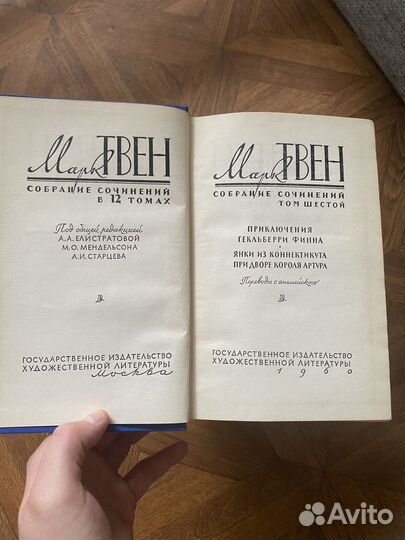 Марк ТВЕН
СОБРАНИЕ СОЧИНЕНИЙ
В 12 ТОМАХ
Под общей редакцией
А.А.ЕЛИСТРАТОВОЙ
М.О.МЕНДЕЛЬСОНА
А.И.СТАРЦЕВА
ГОСУДАРСТВЕННОЕ ИЗДАТЕЛЬСТВО
ХУДОЖЕСТВЕННОЙ ЛИТЕРАТУРЫ
Москва
Марк ТВЕН
СОБРАНИЕ СОЧИНЕНИЙ
ТОМ ШЕСТОЙ
ПРИКЛЮЧЕНИЯ
ГЕКЛЬБЕРРИ ФИННА
ЯНКИ ИЗ КОННЕКТИКУТА
ПРИ ДВОРЕ КОРОЛЯ АРТУРА
Переводы с английского
ГОСУДАРСТВЕННОЕ ИЗДАТЕЛЬСТВО
ХУДОЖЕСТВЕННОЙ ЛИТЕРАТУРЫ
1960
Avito